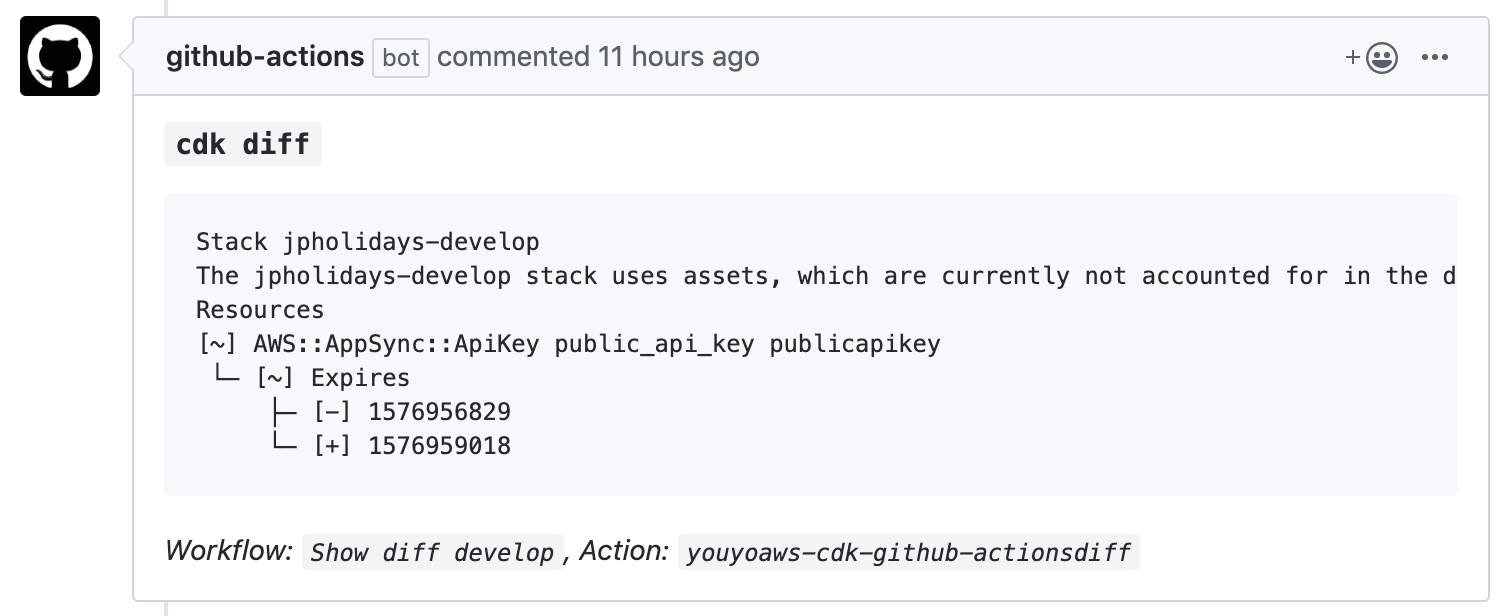 github-actions bot commented 11 hours ago
cdk diff
Stack jpholidays-develop
The jpholidays-develop stack uses assets, which are currently not accounted for in the d
Resources
[~] AWS::AppSync::ApiKey public_api_key publicapikey
└─ [~] Expires
├─ [-] 1576956829
└─ [+] 1576959018
Workflow: Show diff develop, Action: youyoaws-cdk-github-actionsdiff